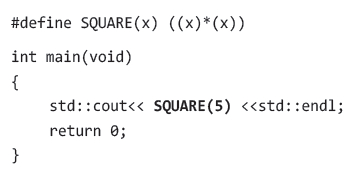 #define SQUARE(x) ((x)*(x))
int main(void)
{
std::cout<< SQUARE(5) <<std::endl;
return 0;
}